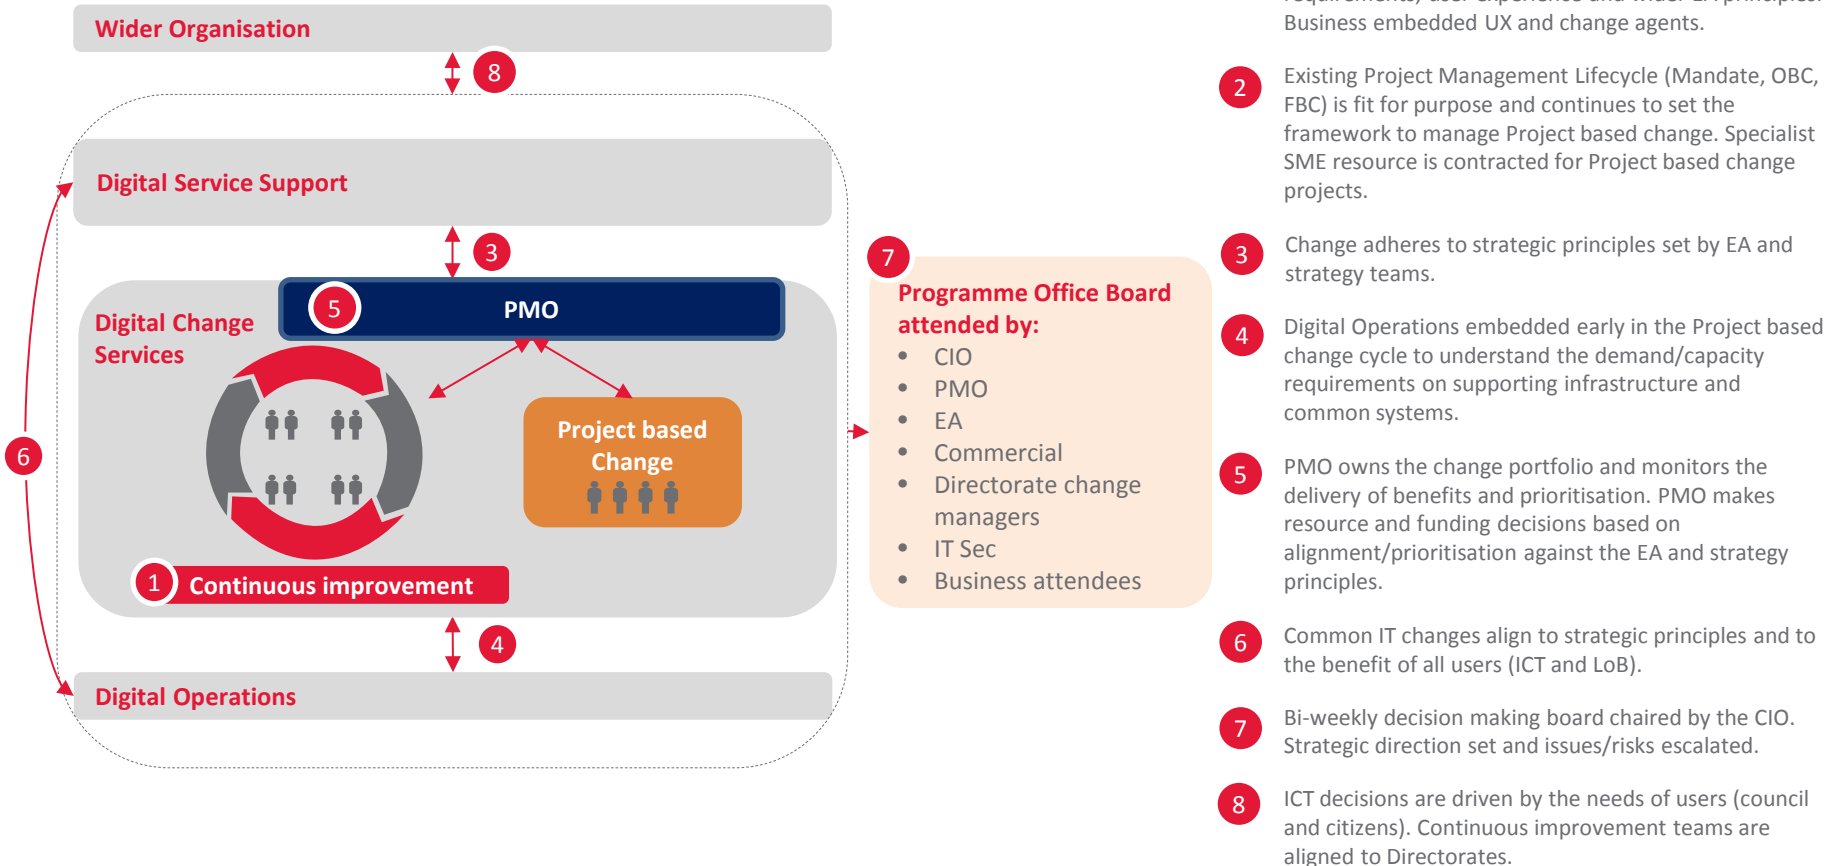 Wider Organisation
8
Digital Service Support
3
5
PMO
Digital Change
Services
Project based
Change
1
Continuous improvement
4
Digital Operations
6
7
Programme Office Board
attended by:
• CIO
• PMO
• EA
• Commercial
• Directorate change
managers
• IT Sec
• Business attendees
requirements, user experience and wider EA principles.
Business embedded UX and change agents.
2
Existing Project Management Lifecycle (Mandate, OBC,
FBC) is fit for purpose and continues to set the
framework to manage Project based change. Specialist
SME resource is contracted for Project based change
projects.
3
Change adheres to strategic principles set by EA and
strategy teams.
4
Digital Operations embedded early in the Project based
change cycle to understand the demand/capacity
requirements on supporting infrastructure and
common systems.
5
PMO owns the change portfolio and monitors the
delivery of benefits and prioritisation. PMO makes
resource and funding decisions based on
alignment/prioritisation against the EA and strategy
principles.
6
Common IT changes align to strategic principles and to
the benefit of all users (ICT and LoB).
7
Bi-weekly decision making board chaired by the CIO.
Strategic direction set and issues/risks escalated.
8
ICT decisions are driven by the needs of users (council
and citizens). Continuous improvement teams are
aligned to Directorates.